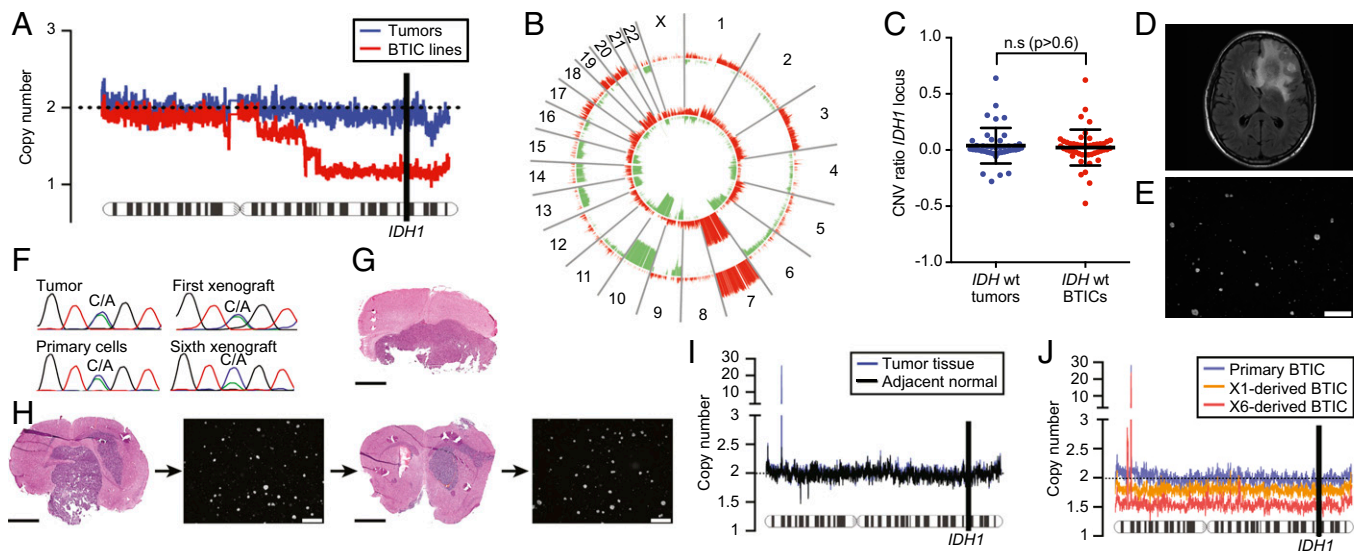 A
3
2
1
Copy number
Tumors
BTIC lines
IDH1
B
X
1
2
3
4
5
6
7
8
9
10
11
12
13
14
15
16
17
18
19
20
21
22
C
1.0
0.5
0.0
-0.5
-1.0
CNV ratio IDH1 locus
n.s (p>0.6)
IDH wt
tumors
IDH wt
BTICs
D
E
F
Tumor
C/A
First xenograft
C/A
Primary cells
C/A
Sixth xenograft
C/A
G
H
I
30
20
10
3
2.5
2
1.5
1
Copy number
Tumor tissue
Adjacent normal
IDH1
J
30
20
10
3
2.5
2
1.5
1
Copy number
Primary BTIC
X1-derived BTIC
X6-derived BTIC
IDH1